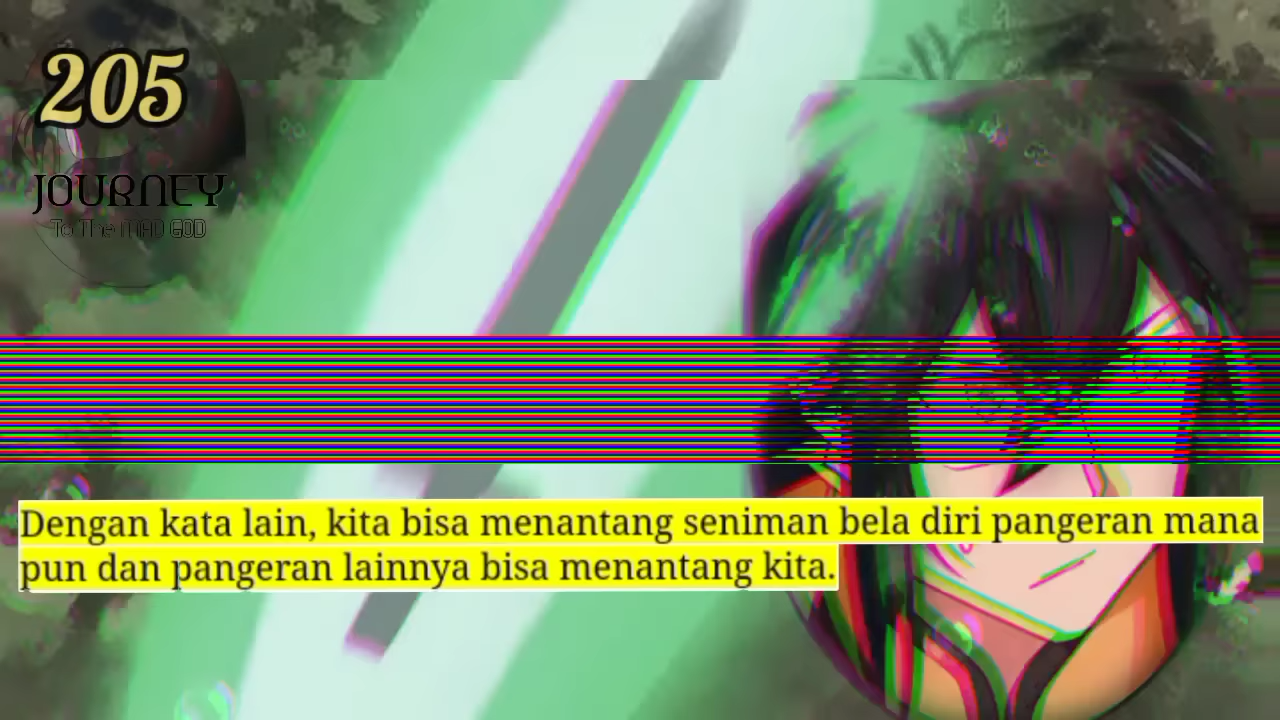 205
JOURNEY
To The MAD GOD
Dengan kata lain, kita bisa menantang seniman bela diri pangeran mana
pun dan pangeran lainnya bisa menantang kita.